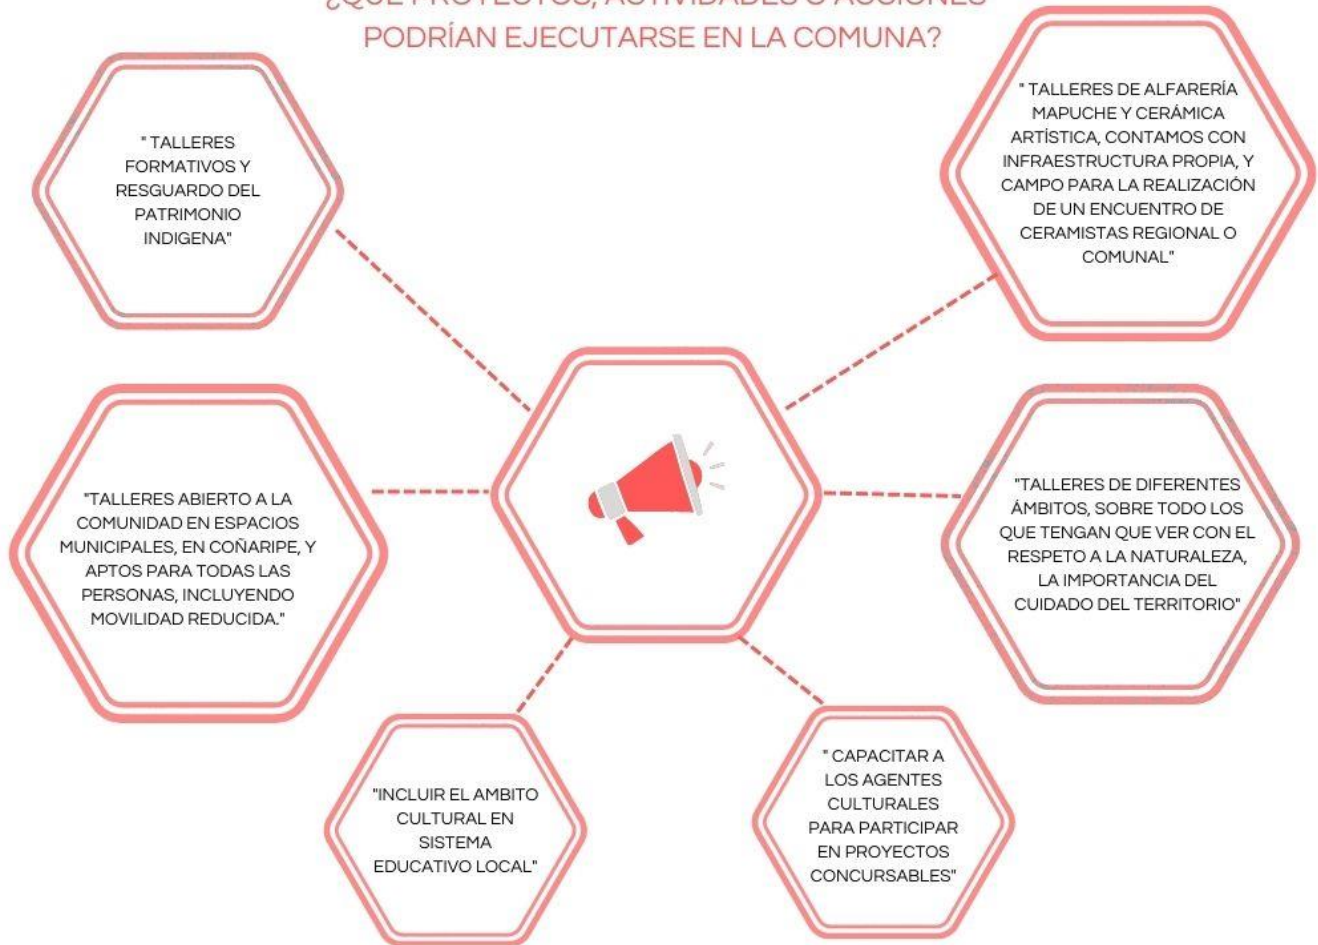 ¿QUÉ PROYECTOS, ACTIVIDADES O ACCIONES
PODRÍAN EJECUTARSE EN LA COMUNA?
" TALLERES
FORMATIVOS Y
RESGUARDO DEL
PATRIMONIO
INDIGENA"
" TALLERES DE ALFARERÍA
MAPUCHE Y CERÁMICA
ARTÍSTICA, CONTAMOS CON
INFRAESTRUCTURA PROPIA, Y
CAMPO PARA LA REALIZACIÓN
DE UN ENCUENTRO DE
CERAMISTAS REGIONAL O
COMUNAL"
"TALLERES ABIERTO A LA
COMUNIDAD EN ESPACIOS
MUNICIPALES, EN COÑARIPE, Y
APTOS PARA TODAS LAS
PERSONAS, INCLUYENDO
MOVILIDAD REDUCIDA."
"TALLERES DE DIFERENTES
ÁMBITOS, SOBRE TODO LOS
QUE TENGAN QUE VER CON EL
RESPETO A LA NATURALEZA,
LA IMPORTANCIA DEL
CUIDADO DEL TERRITORIO"
"INCLUIR EL AMBITO
CULTURAL EN
SISTEMA
EDUCATIVO LOCAL"
" CAPACITAR A
LOS AGENTES
CULTURALES
PARA PARTICIPAR
EN PROYECTOS
CONCURSABLES"